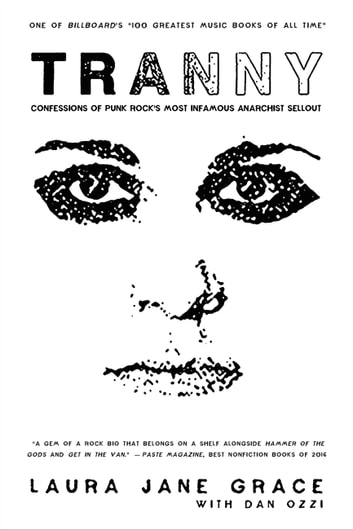 ONE OF BILLBOARD'S "100 GREATEST MUSIC BOOKS OF ALL TIME"
TRANNY
CONFESSIONS OF PUNK ROCK'S MOST INFAMOUS ANARCHIST SELLOUT
"A GEM OF A ROCK BIO THAT BELONGS ON A SHELF ALONGSIDE HAMMER OF THE
GODS AND GET IN THE VAN." — PASTE MAGAZINE, BEST NONFICTION BOOKS OF 2016
LAURA JANE GRACE
WITH DAN OZZI